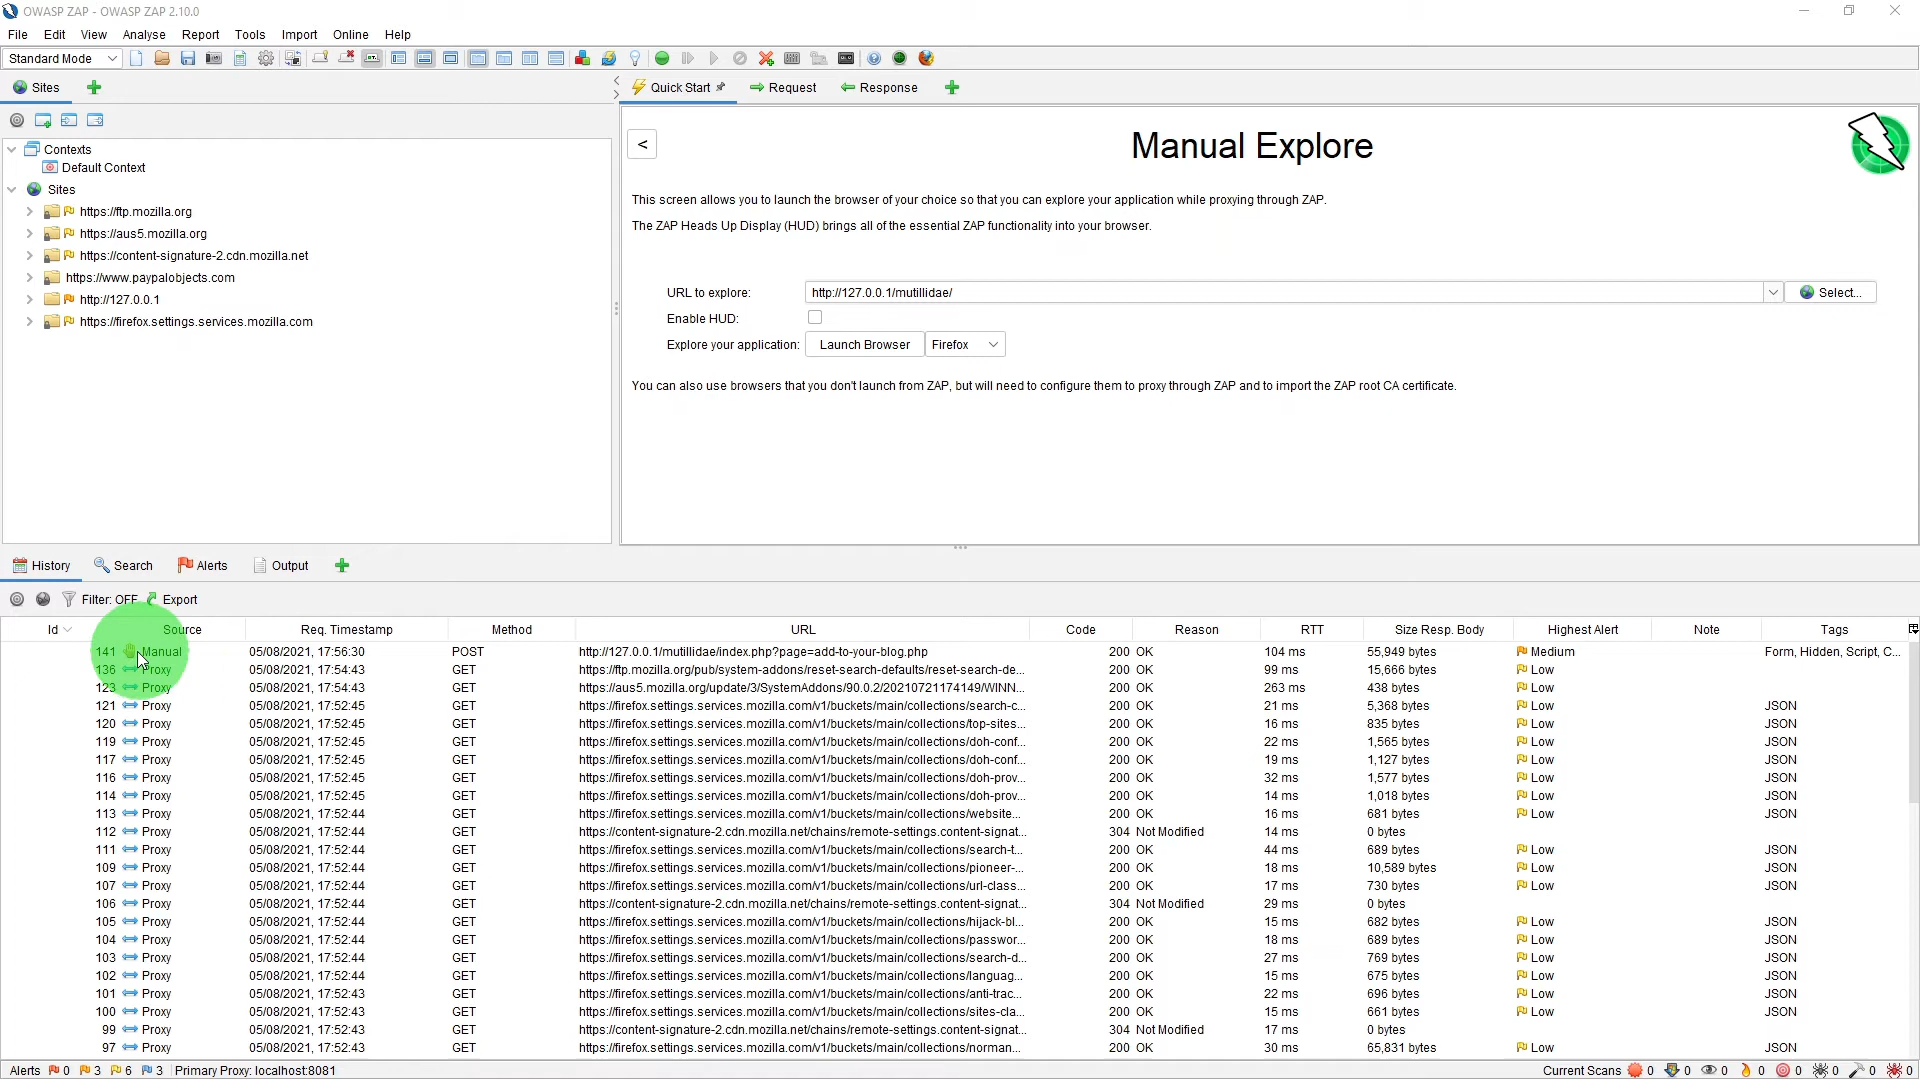 OWASP ZAP - OWASP ZAP 2.10.0
File Edit View Analyse Report Tools Import Online Help
Standard Mode
Sites
Quick Start Request Response
Contexts
Default Context
Sites
https://ftp.mozilla.org
https://aus5.mozilla.org
https://content-signature-2.cdn.mozilla.net
https://www.paypalobjects.com
http://127.0.0.1
https://firefox.settings.services.mozilla.com
<
Manual Explore
This screen allows you to launch the browser of your choice so that you can explore your application while proxying through ZAP.
The ZAP Heads Up Display (HUD) brings all of the essential ZAP functionality into your browser.
URL to explore: http://127.0.0.1/mutillidae/ Select...
Enable HUD:
Explore your application: Launch Browser Firefox
You can also use browsers that you don't launch from ZAP, but will need to configure them to proxy through ZAP and to import the ZAP root CA certificate.
History Search Alerts Output
Filter: OFF Export
Id Source Req. Timestamp Method URL Code Reason RTT Size Resp. Body Highest Alert Note Tags
141 Manual 05/08/2021, 17:56:30 POST http://127.0.0.1/mutillidae/index.php?page=add-to-your-blog.php 200 OK 104 ms 55,949 bytes Medium Form, Hidden, Script, C...
136 Proxy 05/08/2021, 17:54:43 GET https://ftp.mozilla.org/pub/system-addons/reset-search-defaults/reset-search-de... 200 OK 99 ms 15,666 bytes Low
123 Proxy 05/08/2021, 17:54:43 GET https://aus5.mozilla.org/update/3/SystemAddons/90.0.2/20210721174149/WINN... 200 OK 263 ms 438 bytes Low
121 Proxy 05/08/2021, 17:52:45 GET https://firefox.settings.services.mozilla.com/v1/buckets/main/collections/search-c... 200 OK 21 ms 5,368 bytes Low JSON
120 Proxy 05/08/2021, 17:52:45 GET https://firefox.settings.services.mozilla.com/v1/buckets/main/collections/top-sites... 200 OK 16 ms 835 bytes Low JSON
119 Proxy 05/08/2021, 17:52:45 GET https://firefox.settings.services.mozilla.com/v1/buckets/main/collections/doh-conf... 200 OK 22 ms 1,565 bytes Low JSON
117 Proxy 05/08/2021, 17:52:45 GET https://firefox.settings.services.mozilla.com/v1/buckets/main/collections/doh-conf... 200 OK 19 ms 1,127 bytes Low JSON
116 Proxy 05/08/2021, 17:52:45 GET https://firefox.settings.services.mozilla.com/v1/buckets/main/collections/doh-prov... 200 OK 32 ms 1,577 bytes Low JSON
114 Proxy 05/08/2021, 17:52:45 GET https://firefox.settings.services.mozilla.com/v1/buckets/main/collections/doh-prov... 200 OK 14 ms 1,018 bytes Low JSON
113 Proxy 05/08/2021, 17:52:44 GET https://firefox.settings.services.mozilla.com/v1/buckets/main/collections/website... 200 OK 16 ms 681 bytes Low JSON
112 Proxy 05/08/2021, 17:52:44 GET https://content-signature-2.cdn.mozilla.net/chains/remote-settings.content-signat... 304 Not Modified 14 ms 0 bytes
111 Proxy 05/08/2021, 17:52:44 GET https://firefox.settings.services.mozilla.com/v1/buckets/main/collections/search-t... 200 OK 44 ms 689 bytes Low JSON
109 Proxy 05/08/2021, 17:52:44 GET https://firefox.settings.services.mozilla.com/v1/buckets/main/collections/pioneer-... 200 OK 18 ms 10,589 bytes Low JSON
107 Proxy 05/08/2021, 17:52:44 GET https://firefox.settings.services.mozilla.com/v1/buckets/main/collections/url-class... 200 OK 17 ms 730 bytes Low JSON
106 Proxy 05/08/2021, 17:52:44 GET https://content-signature-2.cdn.mozilla.net/chains/remote-settings.content-signat... 304 Not Modified 29 ms 0 bytes
105 Proxy 05/08/2021, 17:52:44 GET https://firefox.settings.services.mozilla.com/v1/buckets/main/collections/hijack-bl... 200 OK 15 ms 682 bytes Low JSON
104 Proxy 05/08/2021, 17:52:44 GET https://firefox.settings.services.mozilla.com/v1/buckets/main/collections/passwor... 200 OK 18 ms 689 bytes Low JSON
103 Proxy 05/08/2021, 17:52:44 GET https://firefox.settings.services.mozilla.com/v1/buckets/main/collections/search-d... 200 OK 27 ms 769 bytes Low JSON
102 Proxy 05/08/2021, 17:52:44 GET https://firefox.settings.services.mozilla.com/v1/buckets/main/collections/languag... 200 OK 15 ms 675 bytes Low JSON
101 Proxy 05/08/2021, 17:52:43 GET https://firefox.settings.services.mozilla.com/v1/buckets/main/collections/anti-trac... 200 OK 22 ms 696 bytes Low JSON
100 Proxy 05/08/2021, 17:52:43 GET https://firefox.settings.services.mozilla.com/v1/buckets/main/collections/sites-cla... 200 OK 15 ms 661 bytes Low JSON
99 Proxy 05/08/2021, 17:52:43 GET https://content-signature-2.cdn.mozilla.net/chains/remote-settings.content-signat... 304 Not Modified 17 ms 0 bytes
97 Proxy 05/08/2021, 17:52:43 GET https://firefox.settings.services.mozilla.com/v1/buckets/main/collections/norman... 200 OK 30 ms 65,831 bytes Low JSON
Alerts 0 3 6 3 Primary Proxy: localhost:8081 Current Scans 0 0 0 0 0 0 0 0